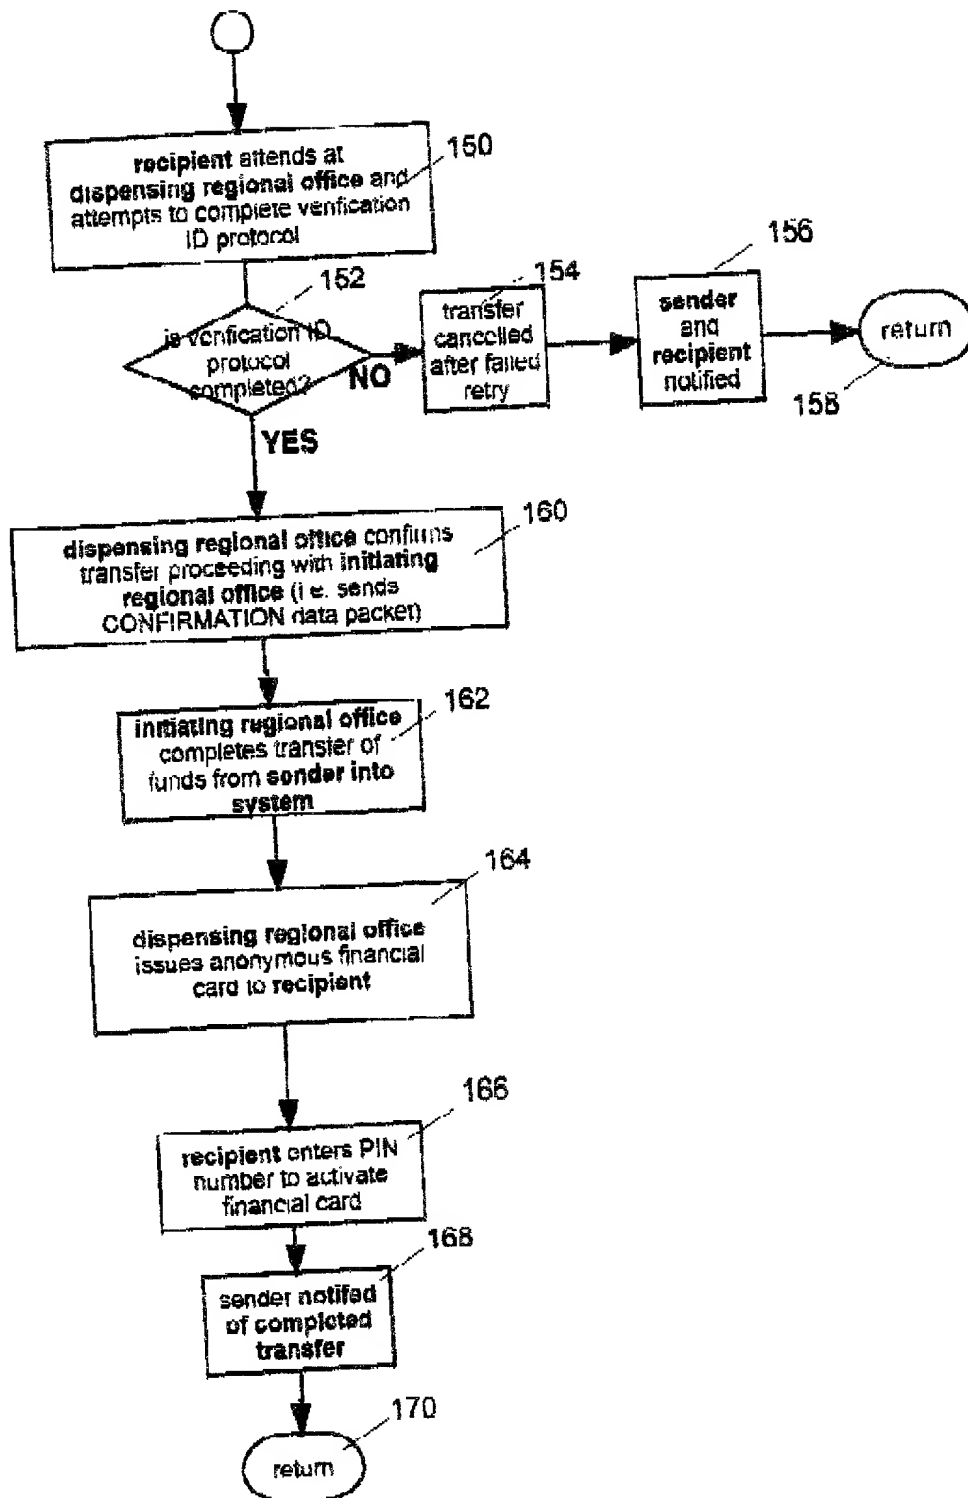 150
recipient attends at
dispensing regional office and
attempts to complete verification
ID protocol
152
is verification ID
protocol
completed?
NO
YES
154
transfer
cancelled
after failed
retry
156
sender
and
recipient
notified
return
158
160
dispensing regional office confirms
transfer proceeding with initiating
regional office (i.e. sends
CONFIRMATION data packet)
162
initiating regional office
completes transfer of
funds from sender into
system
164
dispensing regional office
issues anonymous financial
card to recipient
166
recipient enters PIN
number to activate
financial card
168
sender notifed
of completed
transfer
170
return